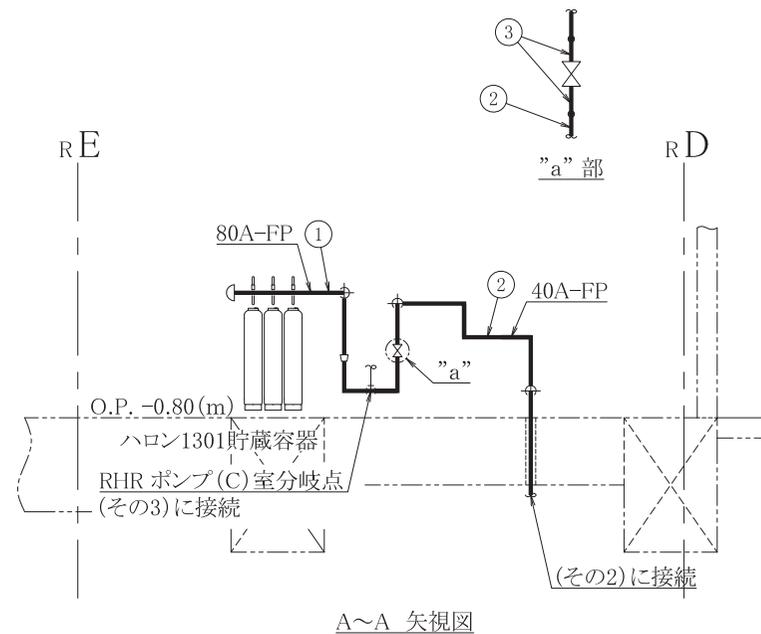 ③
②
"a" 部
R E
R D
80A-FP ①
② 40A-FP
"a"
O.P. -0.80(m)
ハロン1301貯蔵容器
RHR ポンプ(C)室分岐点
(その3)に接続
(その2)に接続
A～A 矢視図